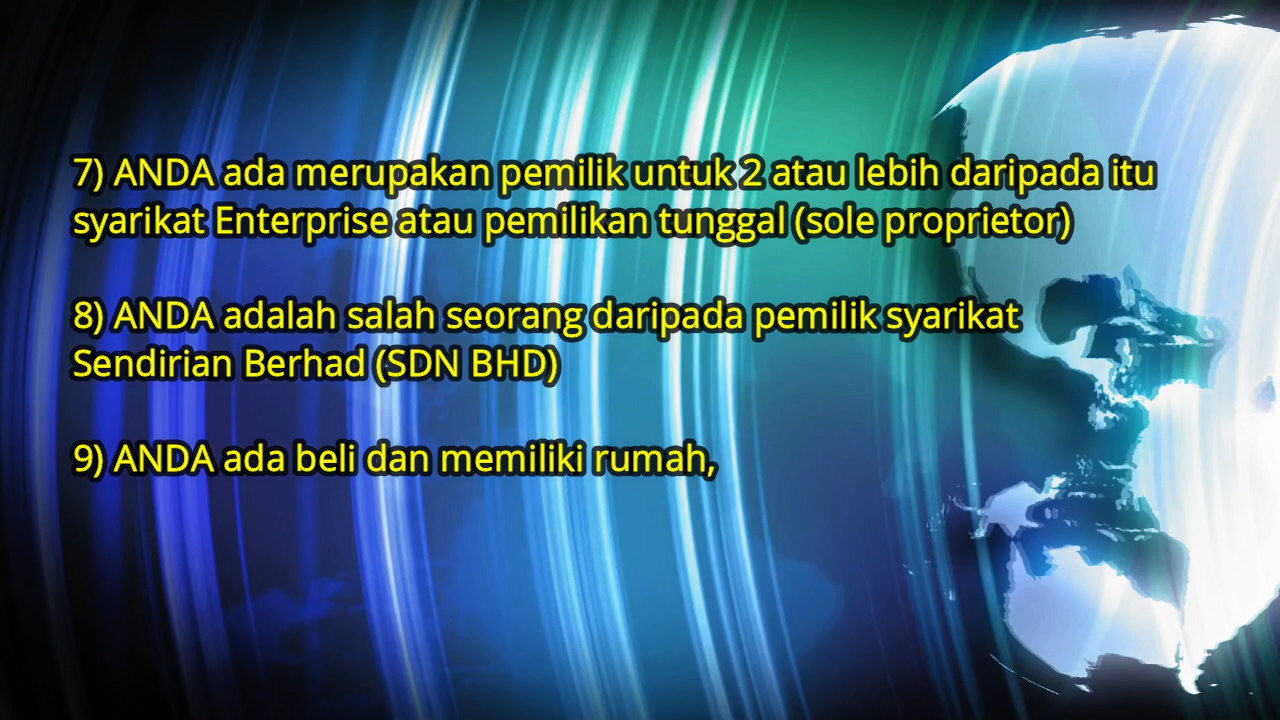 7) ANDA ada merupakan pemilik untuk 2 atau lebih daripada itu
syarikat Enterprise atau pemilikan tunggal (sole proprietor)
8) ANDA adalah salah seorang daripada pemilik syarikat
Sendirian Berhad (SDN BHD)
9) ANDA ada beli dan memiliki rumah,